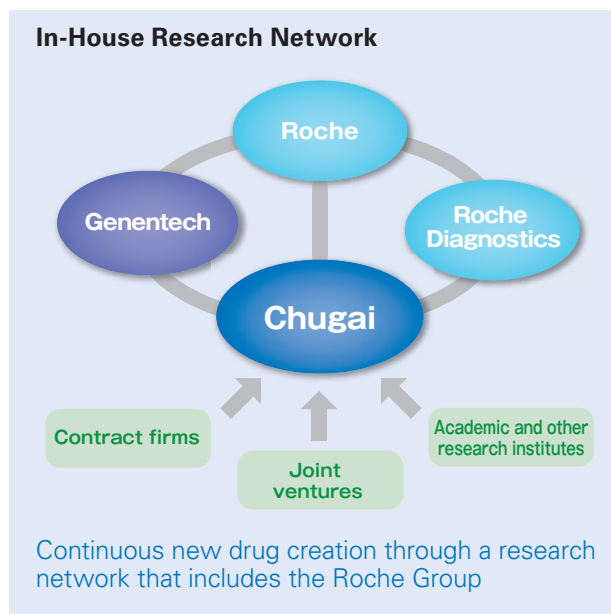 In-House Research Network
Roche
Genentech
Roche
Diagnostics
Chugai
Contract firms
Joint
ventures
Academic and other
research institutes
Continuous new drug creation through a research
network that includes the Roche Group